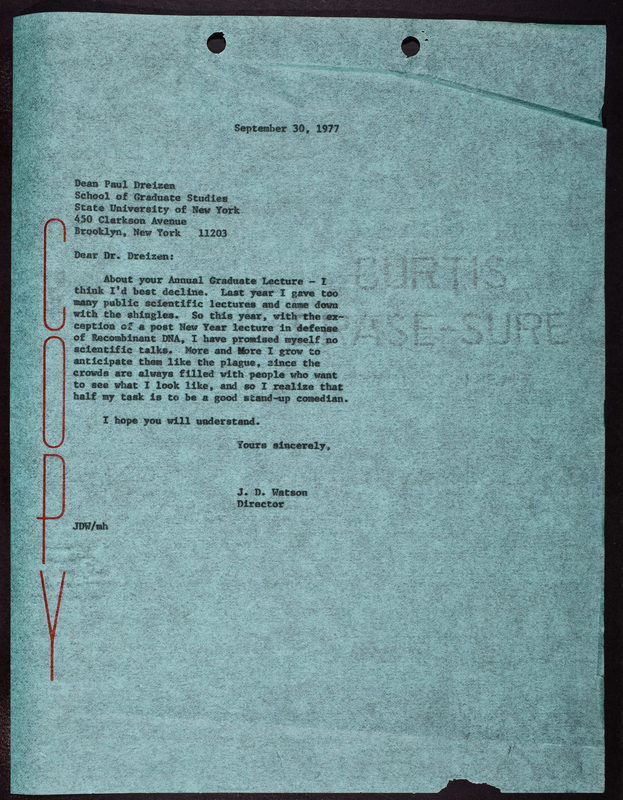 September 30, 1977
Dean Paul Dreizen
School of Graduate Studies
State University of New York
450 Clarkson Avenue
Brooklyn, New York 11203
Dear Dr. Dreizen:
About your Annual Graduate Lecture - I
think I'd best decline. Last year I gave too
many public scientific lectures and came down
with the shingles. So this year, with the ex-
ception of a post New Year lecture in defense
of Recombinant DNA, I have promised myself no
scientific talks. More and More I grow to
anticipate them like the plague, since the
crowds are always filled with people who want
to see what I look like, and so I realize that
half my task is to be a good stand-up comedian.
I hope you will understand.
Yours sincerely,
J. D. Watson
Director
JDW/mh
COPY
CURTIS
ASE-SURE